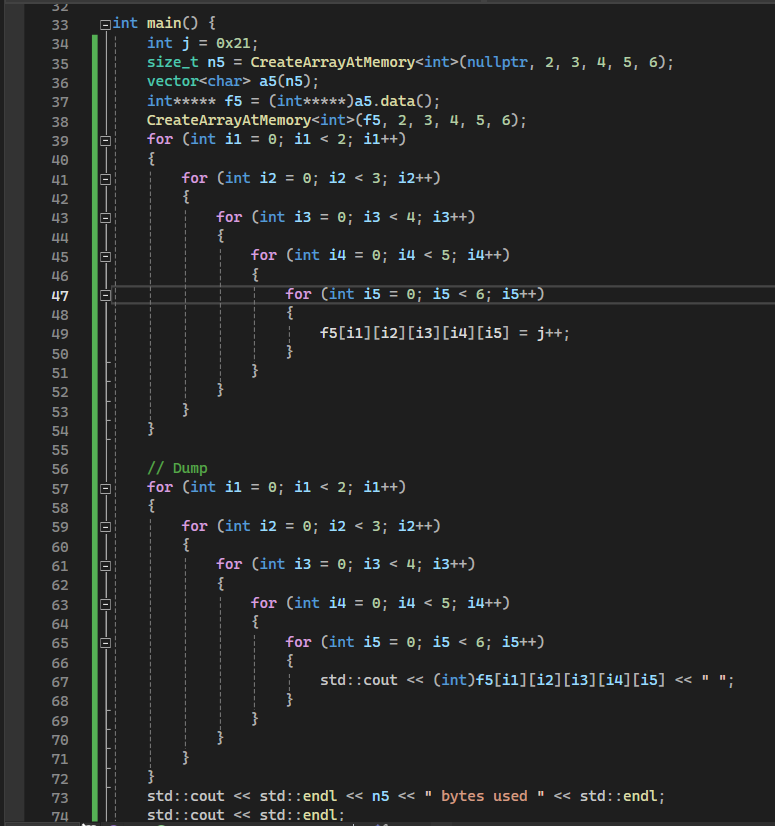 32
33 int main() {
34 int j = 0x21;
35 size_t n5 = CreateArrayAtMemory<int>(nullptr, 2, 3, 4, 5, 6);
36 vector<char> a5(n5);
37 int***** f5 = (int*****)a5.data();
38 CreateArrayAtMemory<int>(f5, 2, 3, 4, 5, 6);
39 for (int i1 = 0; i1 < 2; i1++)
40 {
41 for (int i2 = 0; i2 < 3; i2++)
42 {
43 for (int i3 = 0; i3 < 4; i3++)
44 {
45 for (int i4 = 0; i4 < 5; i4++)
46 {
47 for (int i5 = 0; i5 < 6; i5++)
48 {
49 f5[i1][i2][i3][i4][i5] = j++;
50 }
51 }
52 }
53 }
54 }
55
56 // Dump
57 for (int i1 = 0; i1 < 2; i1++)
58 {
59 for (int i2 = 0; i2 < 3; i2++)
60 {
61 for (int i3 = 0; i3 < 4; i3++)
62 {
63 for (int i4 = 0; i4 < 5; i4++)
64 {
65 for (int i5 = 0; i5 < 6; i5++)
66 {
67 std::cout << (int)f5[i1][i2][i3][i4][i5] << " ";
68 }
69 }
70 }
71 }
72 }
73 std::cout << std::endl << n5 << " bytes used " << std::endl;
74 std::cout << std::endl;